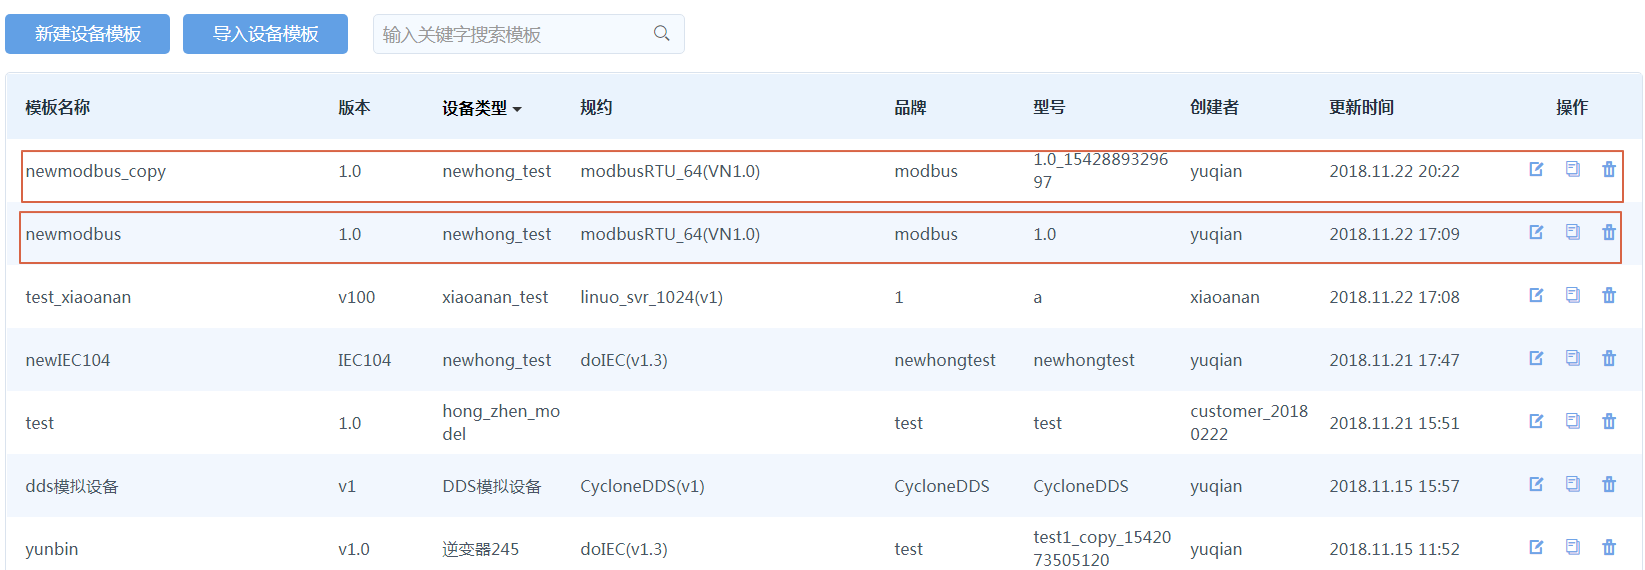 新建设备模板 导入设备模板 输入关键字搜索模板
模板名称 版本 设备类型 规约 品牌 型号 创建者 更新时间 操作
newmodbus_copy 1.0 newhong_test modbusRTU_64(VN1.0) modbus 1.0_15428893296 yuqian 2018.11.22 20:22
97
newmodbus 1.0 newhong_test modbusRTU_64(VN1.0) modbus 1.0 yuqian 2018.11.22 17:09
test_xiaoanan v100 xiaoanan_test linuo_svr_1024(v1) 1 a xiaoanan 2018.11.22 17:08
newIEC104 IEC104 newhong_test doIEC(v1.3) newhongtest newhongtest yuqian 2018.11.21 17:47
test 1.0 hong_zhen_mo test test customer_20180 2018.11.21 15:51
del 0222
dds模拟设备 v1 DDS模拟设备 CycloneDDS(v1) CycloneDDS CycloneDDS yuqian 2018.11.15 15:57
yunbin v1.0 逆变器245 doIEC(v1.3) test test1_copy_15420 yuqian 2018.11.15 11:52
73505120